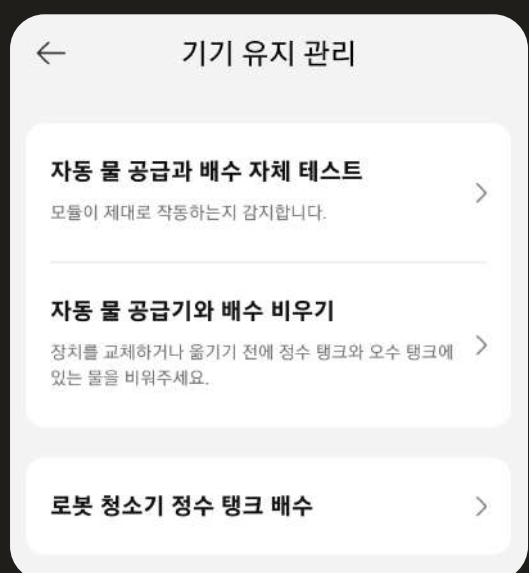 기기 유지 관리
자동 물 공급과 배수 자체 테스트
모듈이 제대로 작동하는지 감지합니다.
자동 물 공급기와 배수 비우기
장치를 교체하거나 옮기기 전에 정수 탱크와 오수 탱크에
있는 물을 비워주세요.
로봇 청소기 정수 탱크 배수